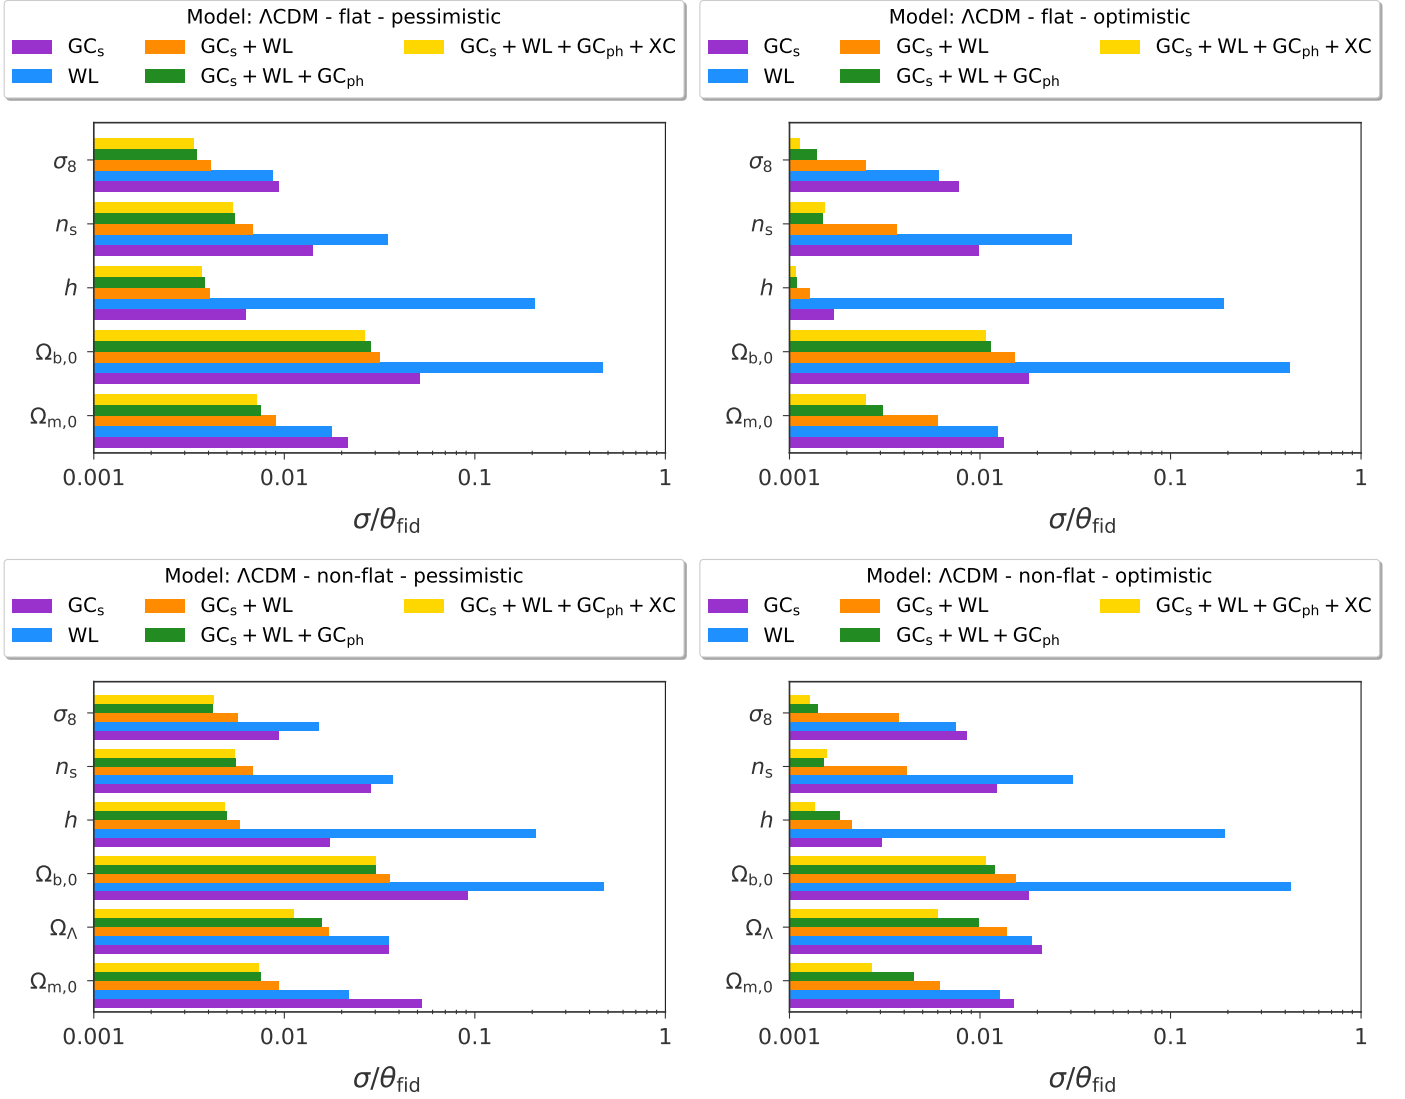 Model: ΛCDM - flat - pessimistic
GCs GCs + WL GCs + WL + GCph + XC
WL GCs + WL + GCph
σ8
ns
h
Ωb,0
Ωm,0
0.001 0.01 0.1 1
σ/θfid
Model: ΛCDM - flat - optimistic
GCs GCs + WL GCs + WL + GCph + XC
WL GCs + WL + GCph
σ8
ns
h
Ωb,0
Ωm,0
0.001 0.01 0.1 1
σ/θfid
Model: ΛCDM - non-flat - pessimistic
GCs GCs + WL GCs + WL + GCph + XC
WL GCs + WL + GCph
σ8
ns
h
Ωb,0
ΩΛ
Ωm,0
0.001 0.01 0.1 1
σ/θfid
Model: ΛCDM - non-flat - optimistic
GCs GCs + WL GCs + WL + GCph + XC
WL GCs + WL + GCph
σ8
ns
h
Ωb,0
ΩΛ
Ωm,0
0.001 0.01 0.1 1
σ/θfid